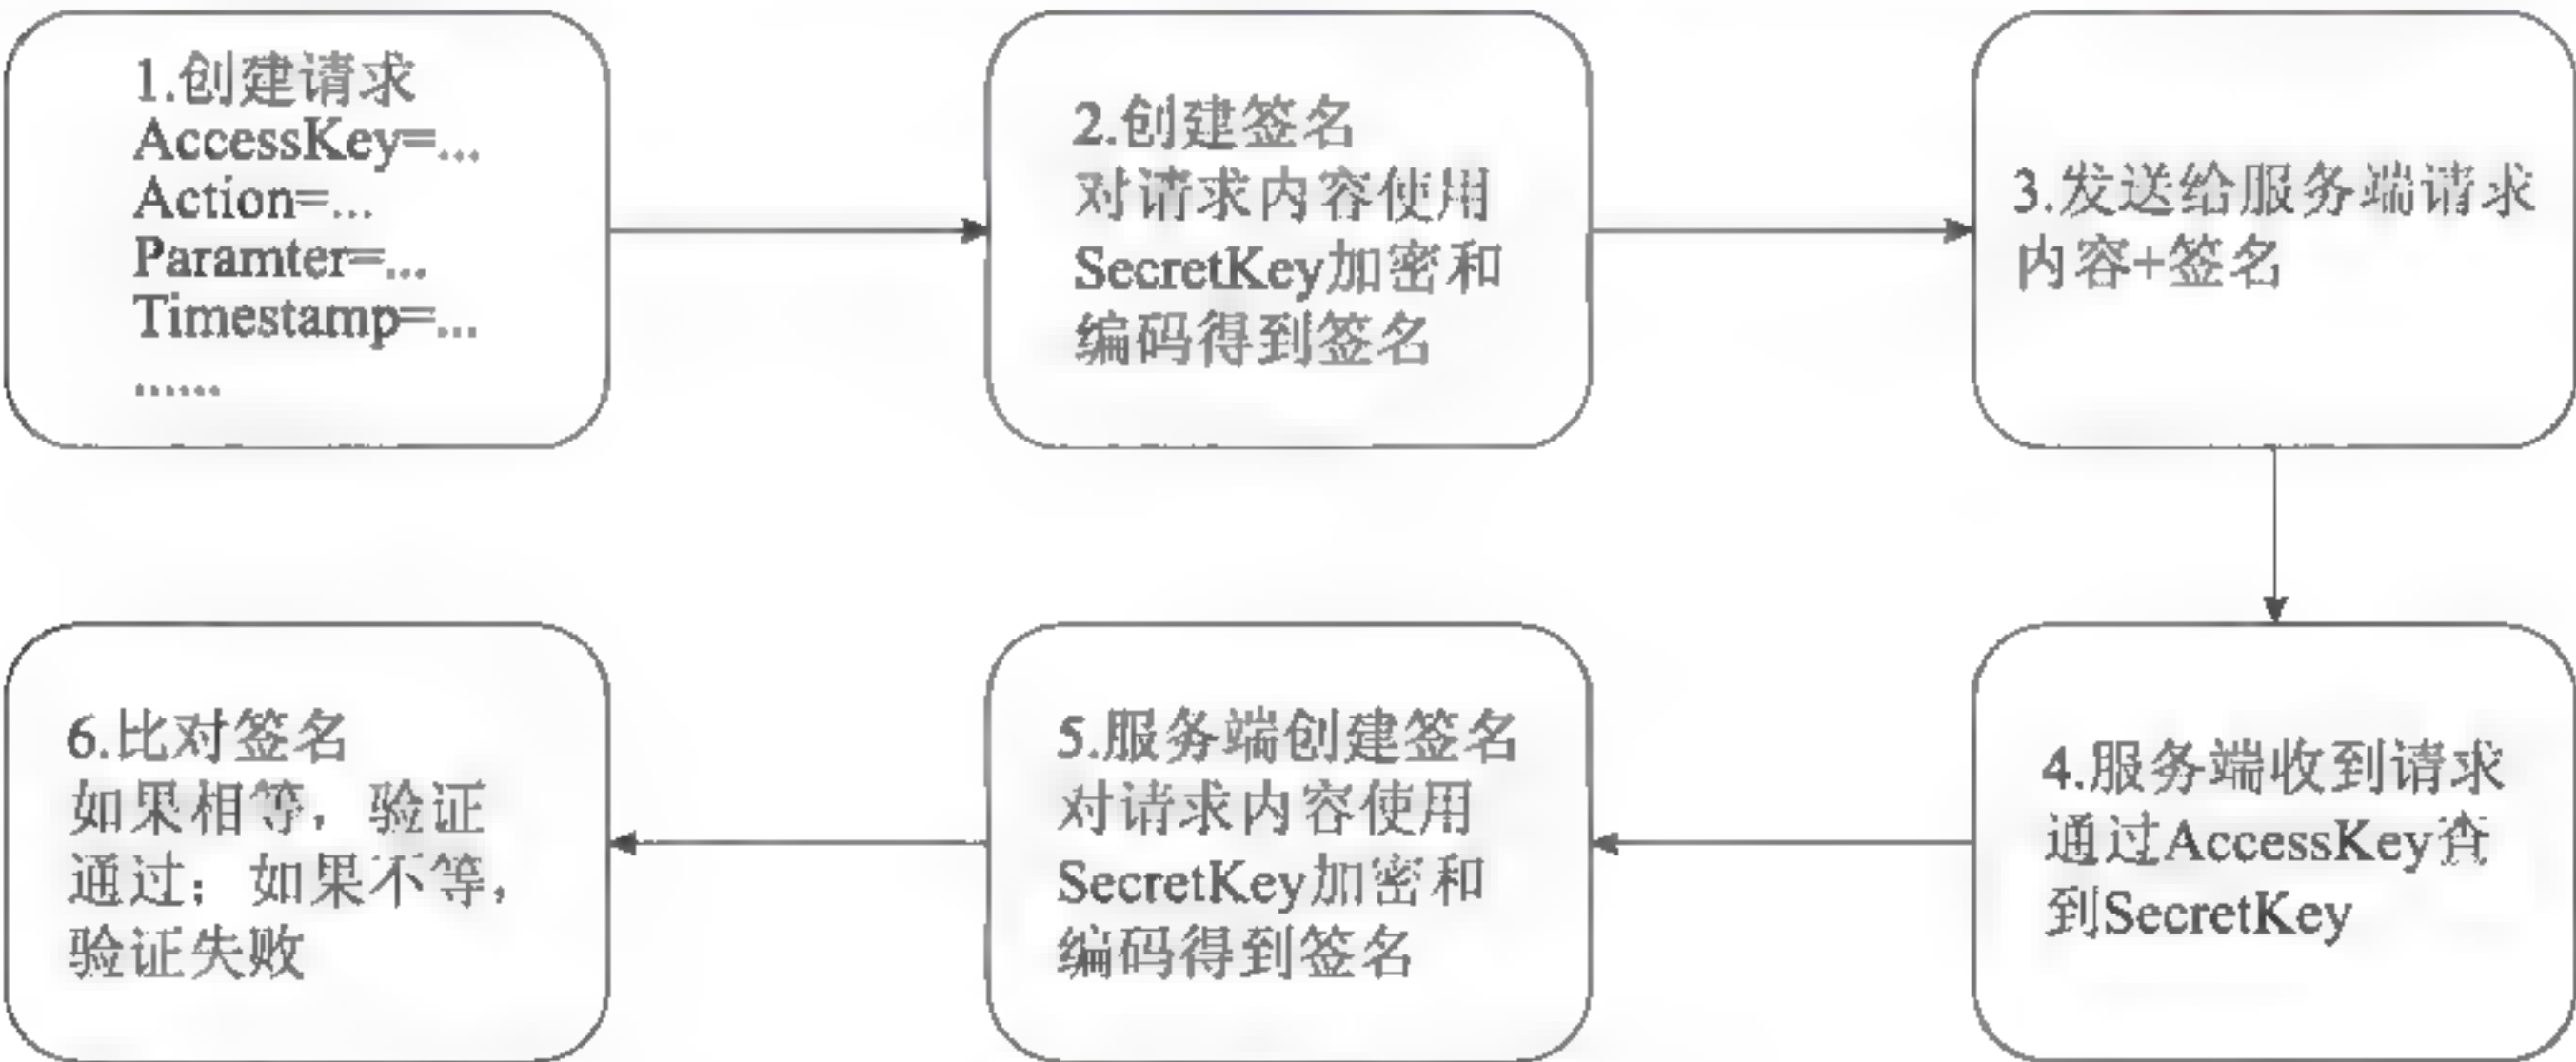 1.创建请求
AccessKey=...
Action=...
Paramter=...
Timestamp=...
......
2.创建签名
对请求内容使用
SecretKey加密和
编码得到签名
3.发送给服务端请求
内容+签名
4.服务端收到请求
通过AccessKey查
到SecretKey
5.服务端创建签名
对请求内容使用
SecretKey加密和
编码得到签名
6.比对签名
如果相等，验证
通过；如果不等，
验证失败